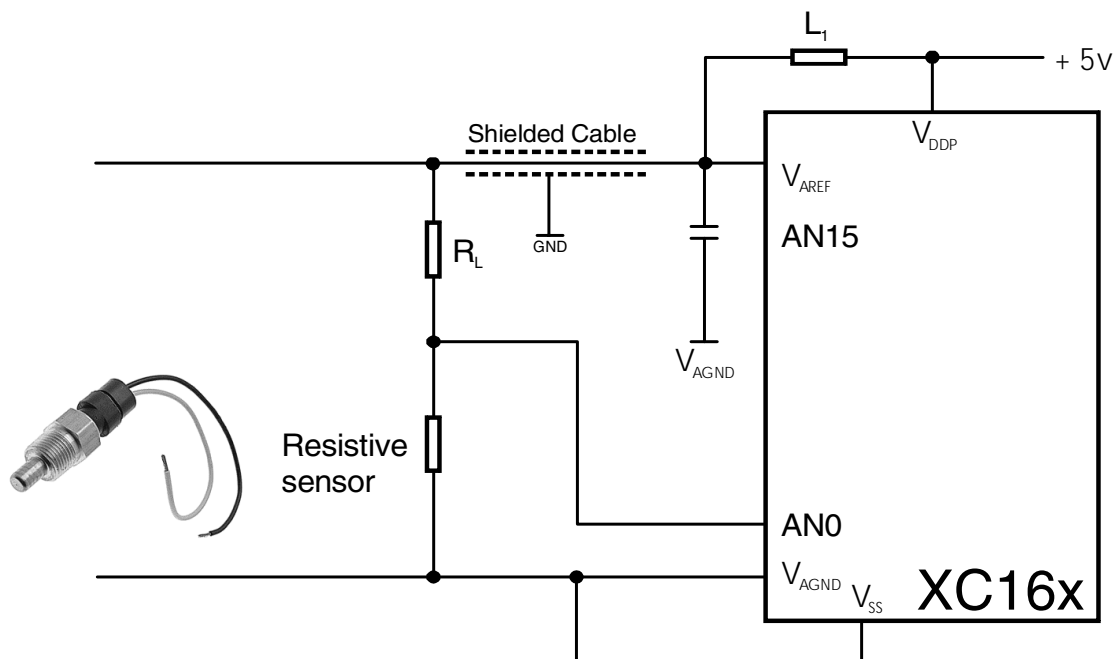 L1
+ 5v
VDDP
Shielded Cable
VAREF
AN15
RL
GND
VAGND
Resistive
sensor
AN0
VAGND
VSS
XC16x